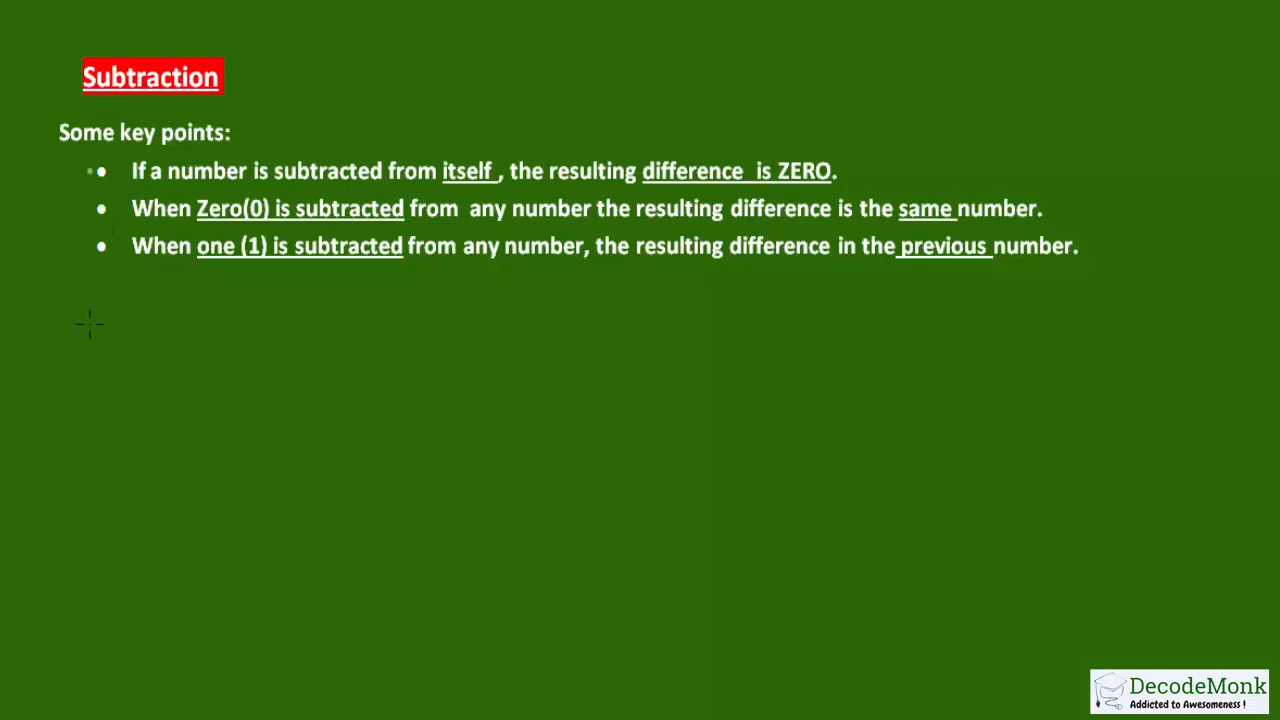 Subtraction
Some key points:
• If a number is subtracted from itself , the resulting difference  is ZERO.
• When Zero(0) is subtracted from  any number the resulting difference is the same number.
• When one (1) is subtracted from any number, the resulting difference in the previous number.
DecodeMonk
Addicted to Awesomeness !